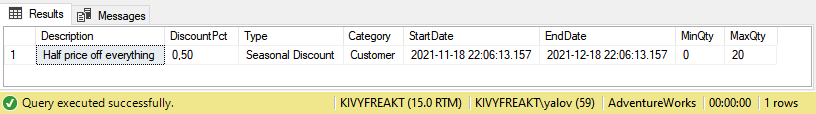 Results Messages
Description DiscountPct Type Category StartDate EndDate MinQty MaxQty
1 Half price off everything 0,50 Seasonal Discount Customer 2021-11-18 22:06:13.157 2021-12-18 22:06:13.157 0 20
Query executed successfully. KIVYFREAKT (15.0 RTM) KIVYFREAKT\yalov (59) AdventureWorks 00:00:00 1 rows